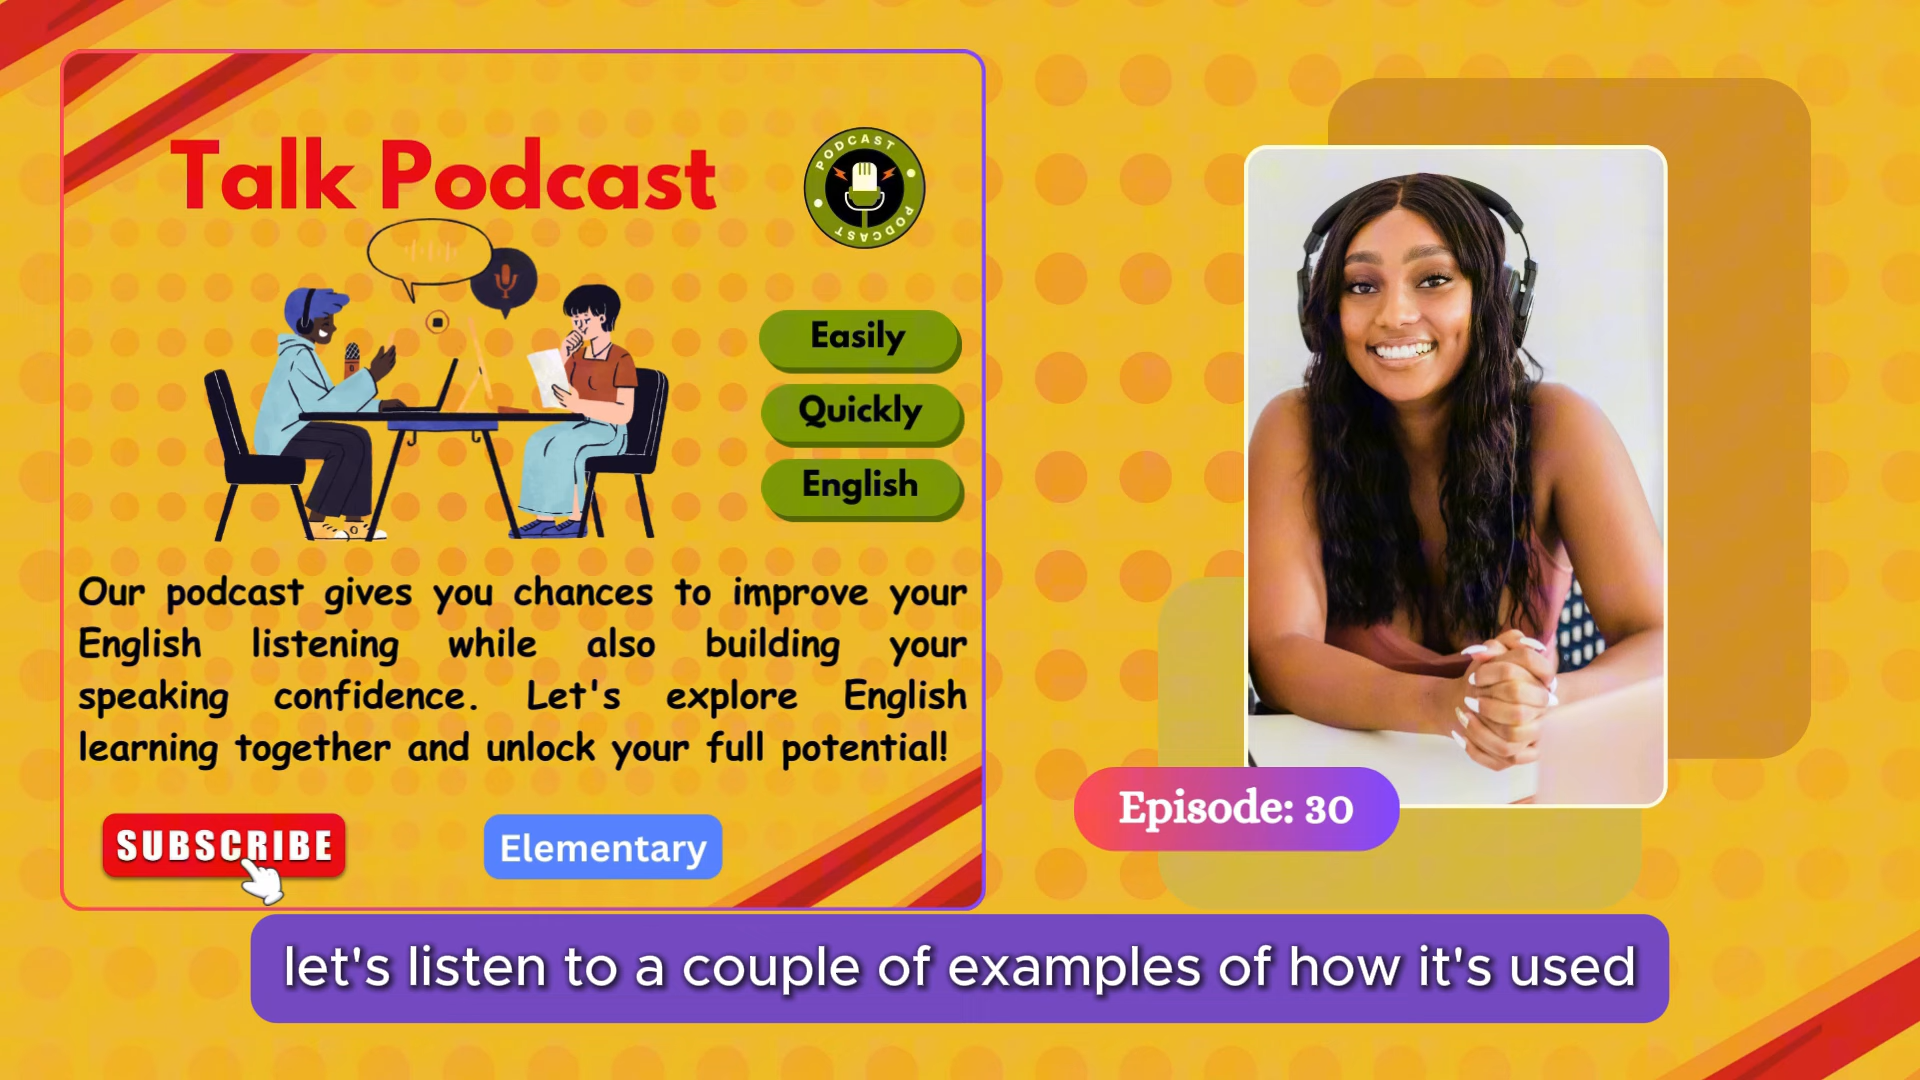 Talk Podcast
PODCAST
PODCAST
Easily
Quickly
English
Our podcast gives you chances to improve your
English listening while also building your
speaking confidence. Let's explore English
learning together and unlock your full potential!
SUBSCRIBE
Elementary
Episode: 30
let's listen to a couple of examples of how it's used